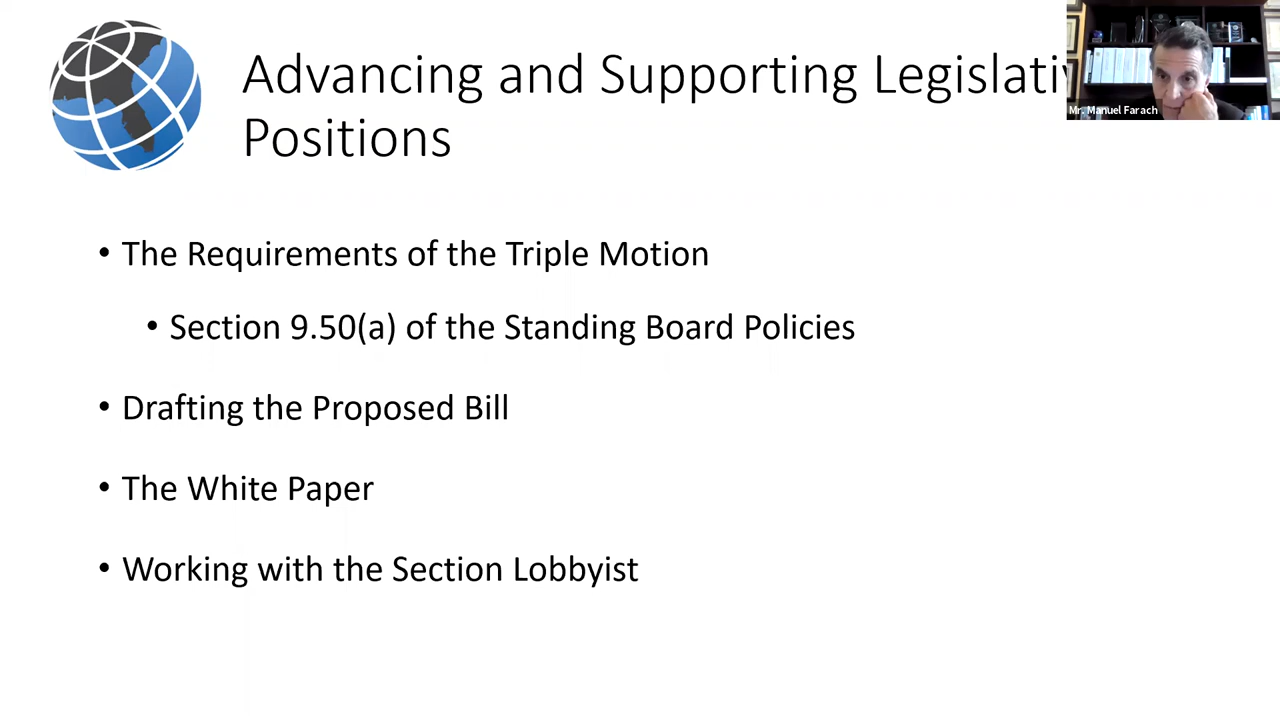 Advancing and Supporting Legislati
Positions
Mr. Manuel Farach
• The Requirements of the Triple Motion
• Section 9.50(a) of the Standing Board Policies
• Drafting the Proposed Bill
• The White Paper
• Working with the Section Lobbyist